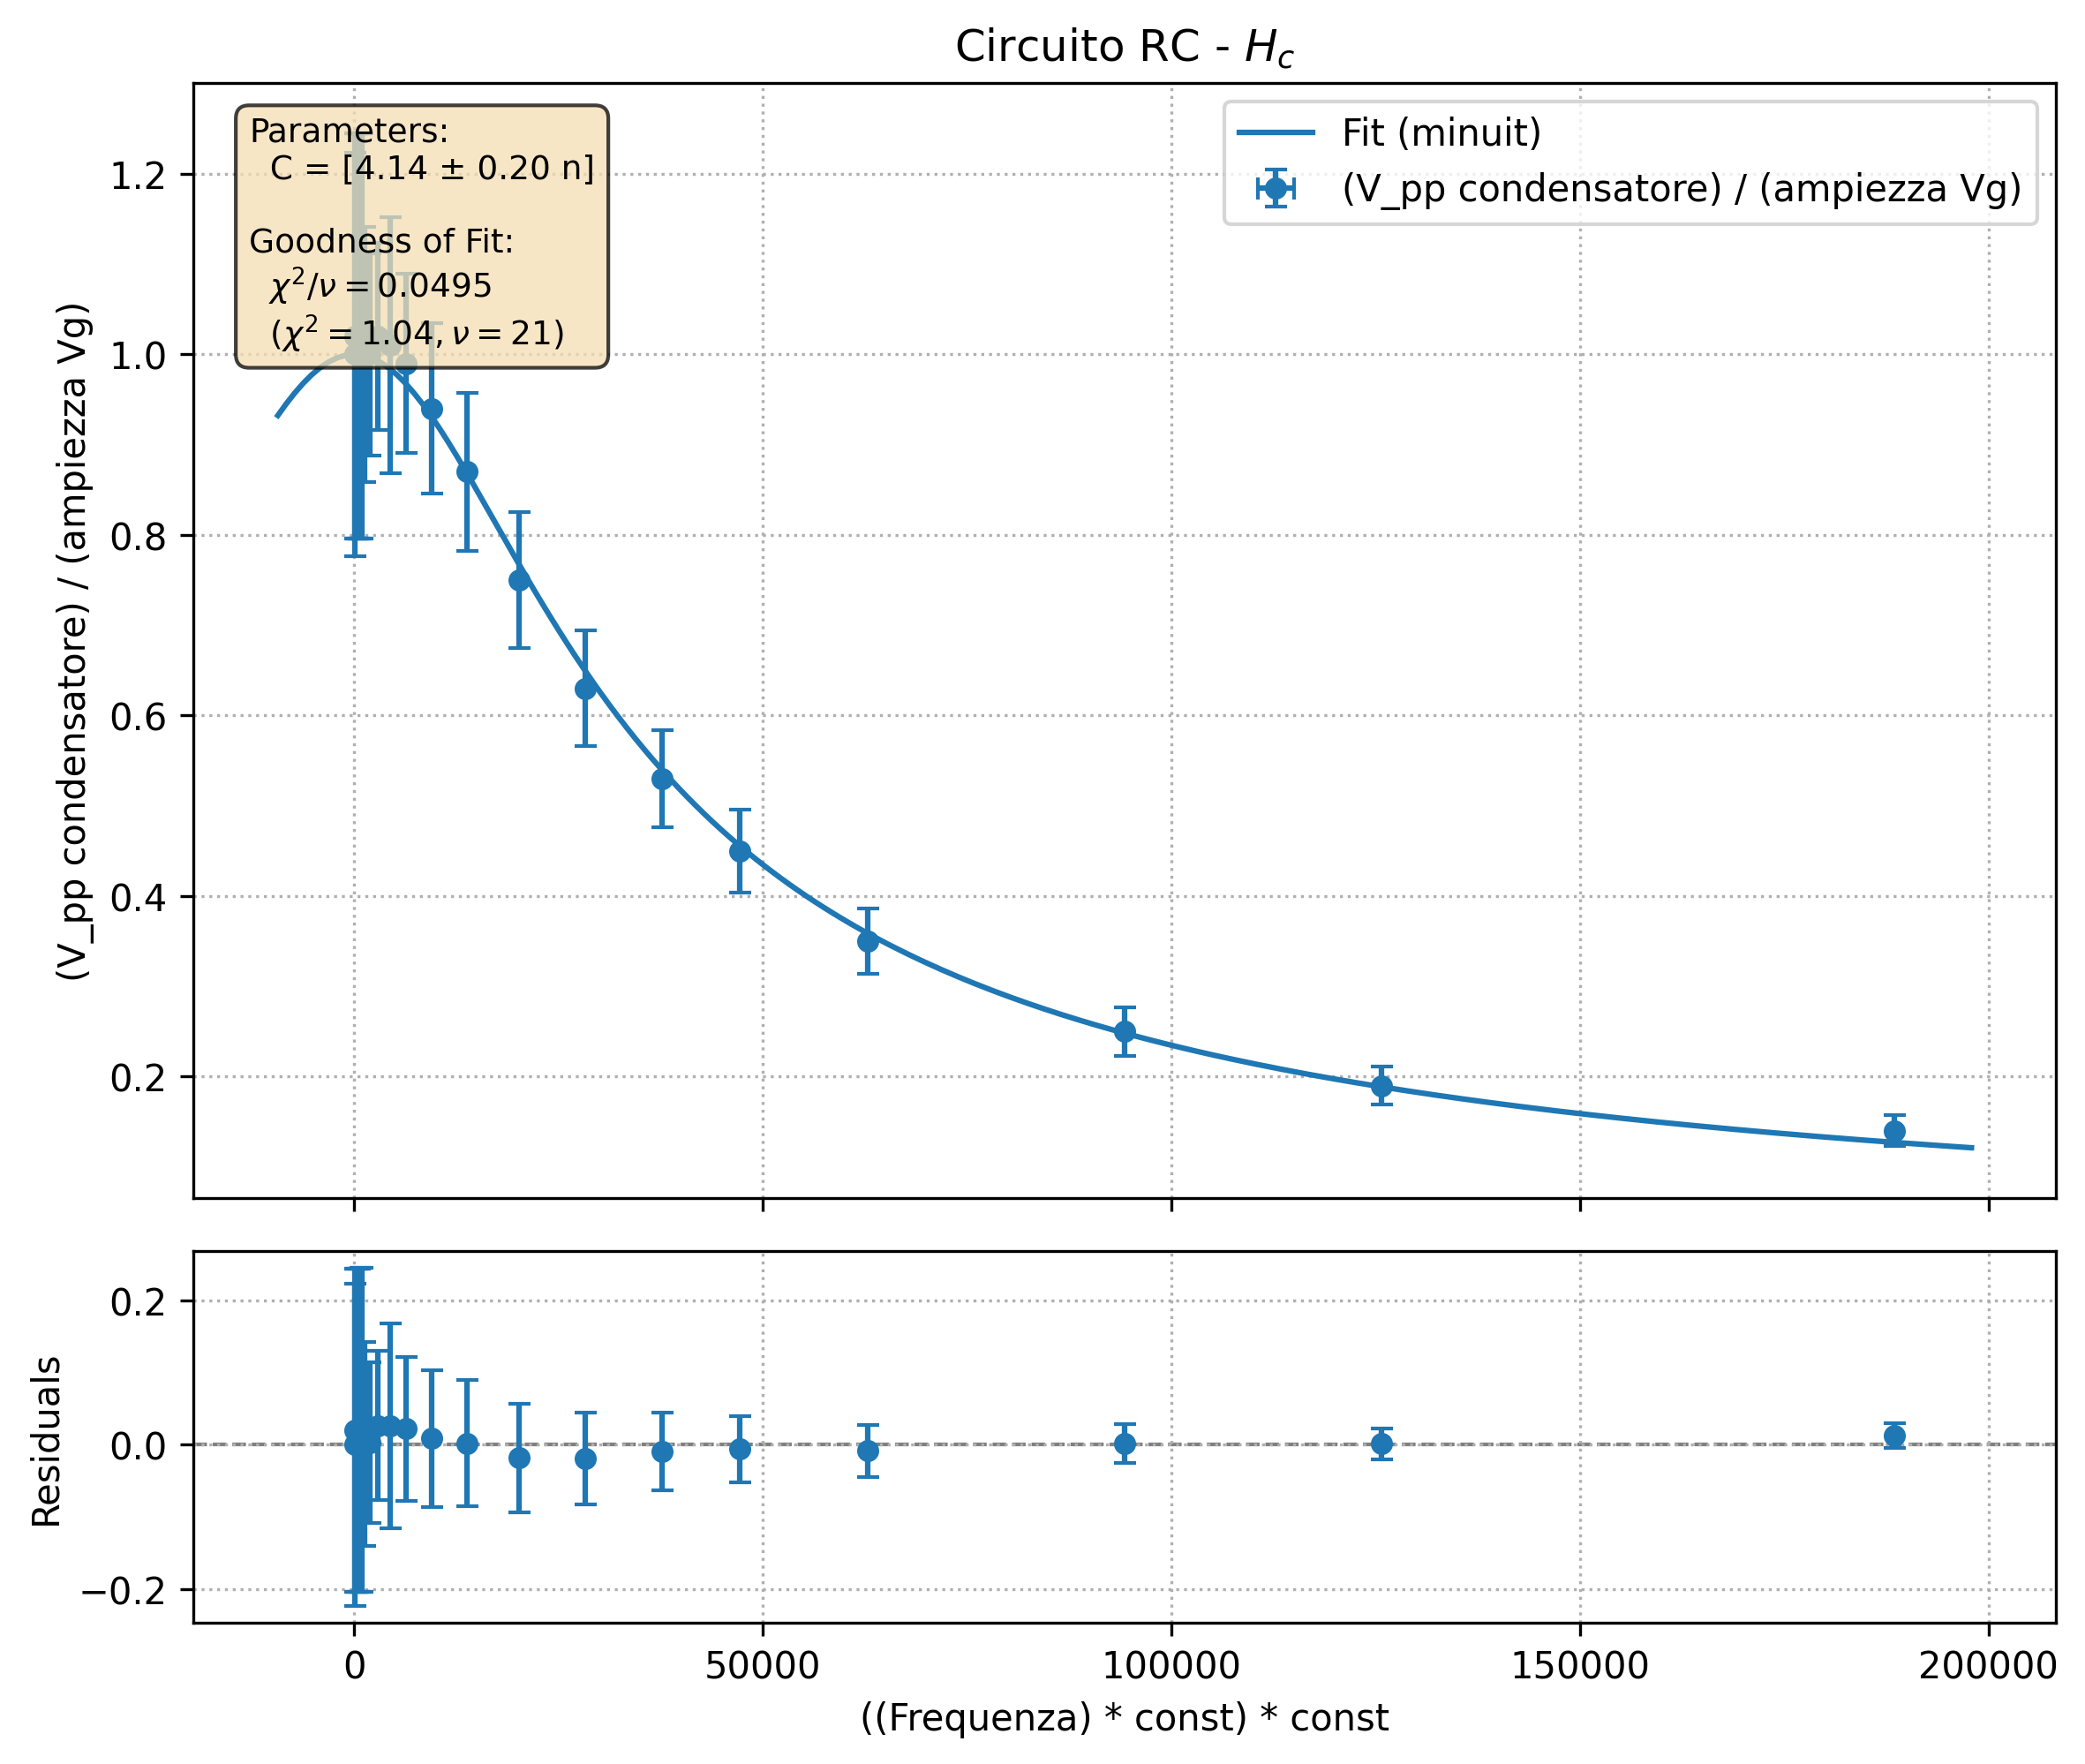 Circuito RC - H_c
Parameters:
C = [4.14 ± 0.20 n]
Goodness of Fit:
χ²/ν = 0.0495
(χ² = 1.04, ν = 21)
Fit (minuit)
(V_pp condensatore) / (ampiezza Vg)
(V_pp condensatore) / (ampiezza Vg)
1.2
1.0
0.8
0.6
0.4
0.2
Residuals
0.2
0.0
−0.2
0 50000 100000 150000 200000
((Frequenza) * const) * const